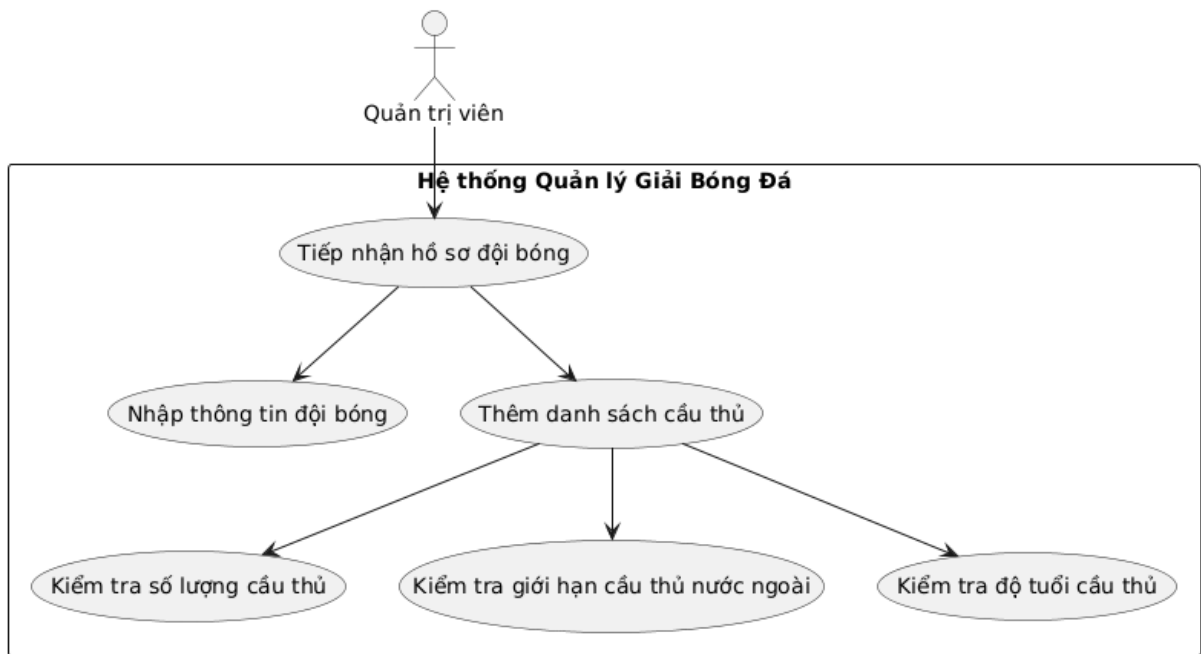 Quản trị viên
Hệ thống Quản lý Giải Bóng Đá
Tiếp nhận hồ sơ đội bóng
Nhập thông tin đội bóng
Thêm danh sách cầu thủ
Kiểm tra số lượng cầu thủ
Kiểm tra giới hạn cầu thủ nước ngoài
Kiểm tra độ tuổi cầu thủ